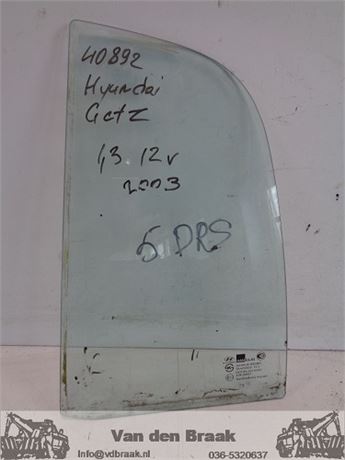 40892
Hyundai
Getz
1,3 12v
2003
5 DRS
Van den Braak
Info@vdbraak.nl 036-5320637